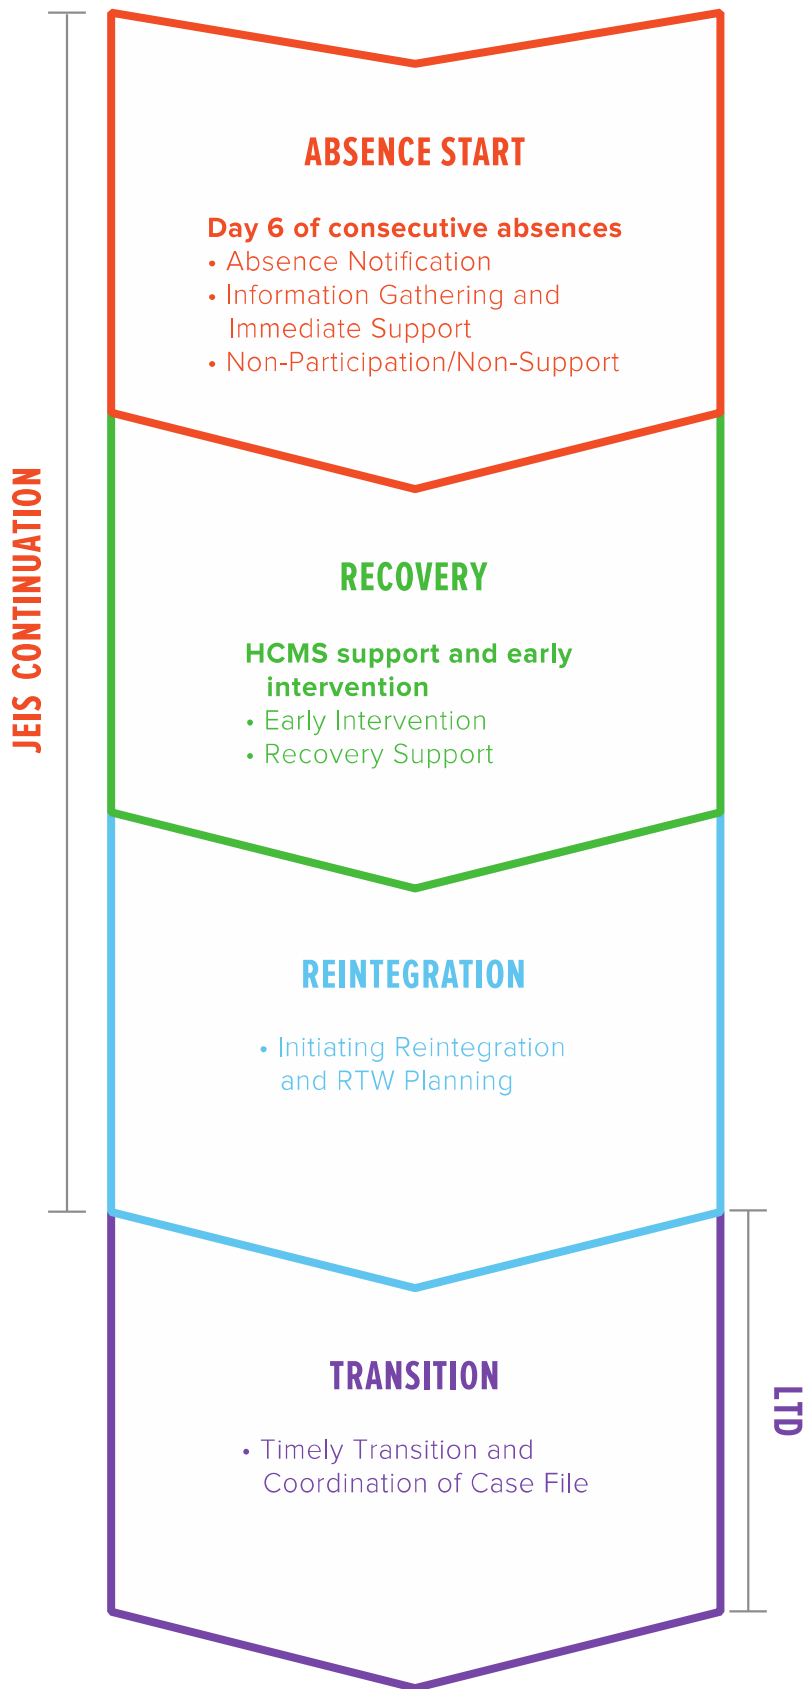 ABSENCE START
Day 6 of consecutive absences
• Absence Notification
• Information Gathering and
Immediate Support
• Non-Participation/Non-Support
JEIS CONTINUATION
RECOVERY
HCMS support and early
intervention
• Early Intervention
• Recovery Support
REINTEGRATION
• Initiating Reintegration
and RTW Planning
TRANSITION
• Timely Transition and
Coordination of Case File
LTD